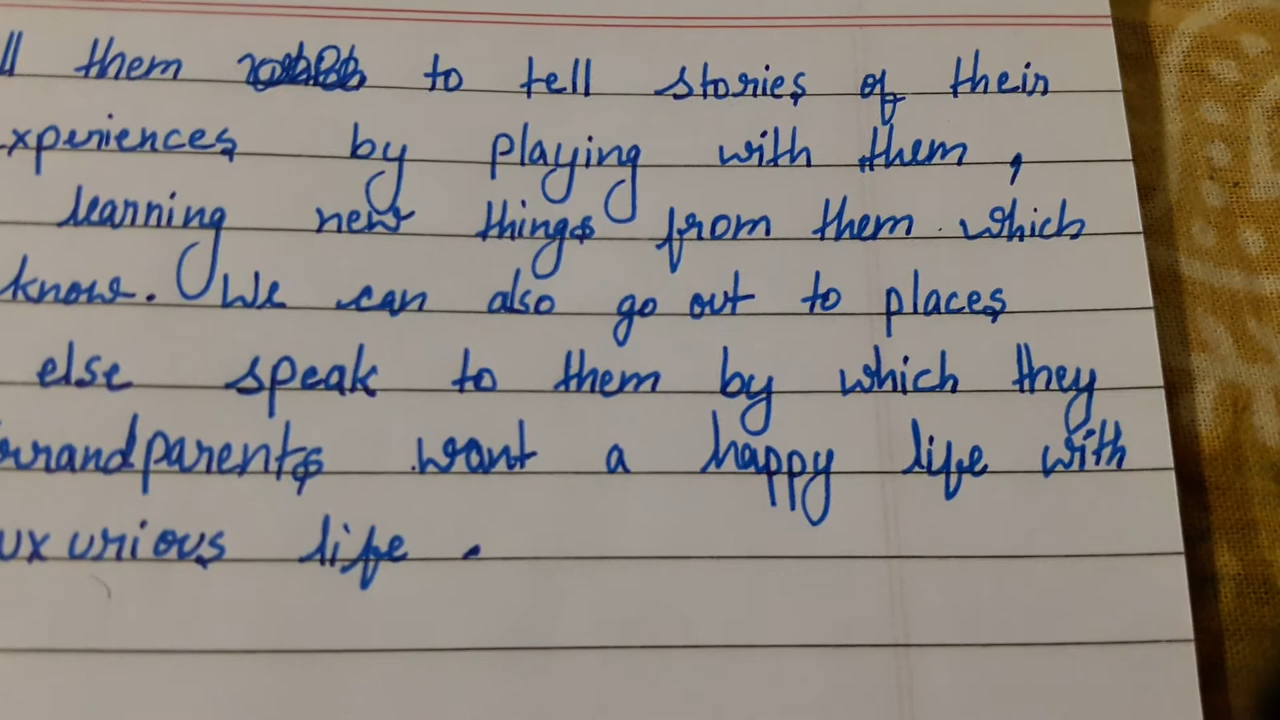 ll them to tell stories of their
xperiences by playing with them,
learning new things from them which
know. We can also go out to places
else speak to them by which they
randparents want a happy life with
uxurious life.